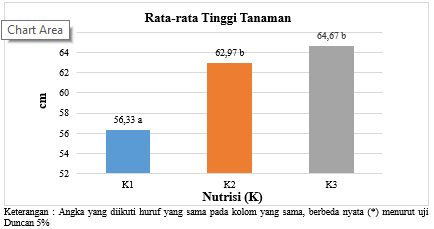 Rata-rata Tinggi Tanaman
Chart Area
64
62
60
58
56
54
52
cm
56,33 a
62,97 b
64,67 b
K1
K2
K3
Nutrisi (K)
Keterangan : Angka yang diikuti huruf yang sama pada kolom yang sama, berbeda nyata (*) menurut uji
Duncan 5%